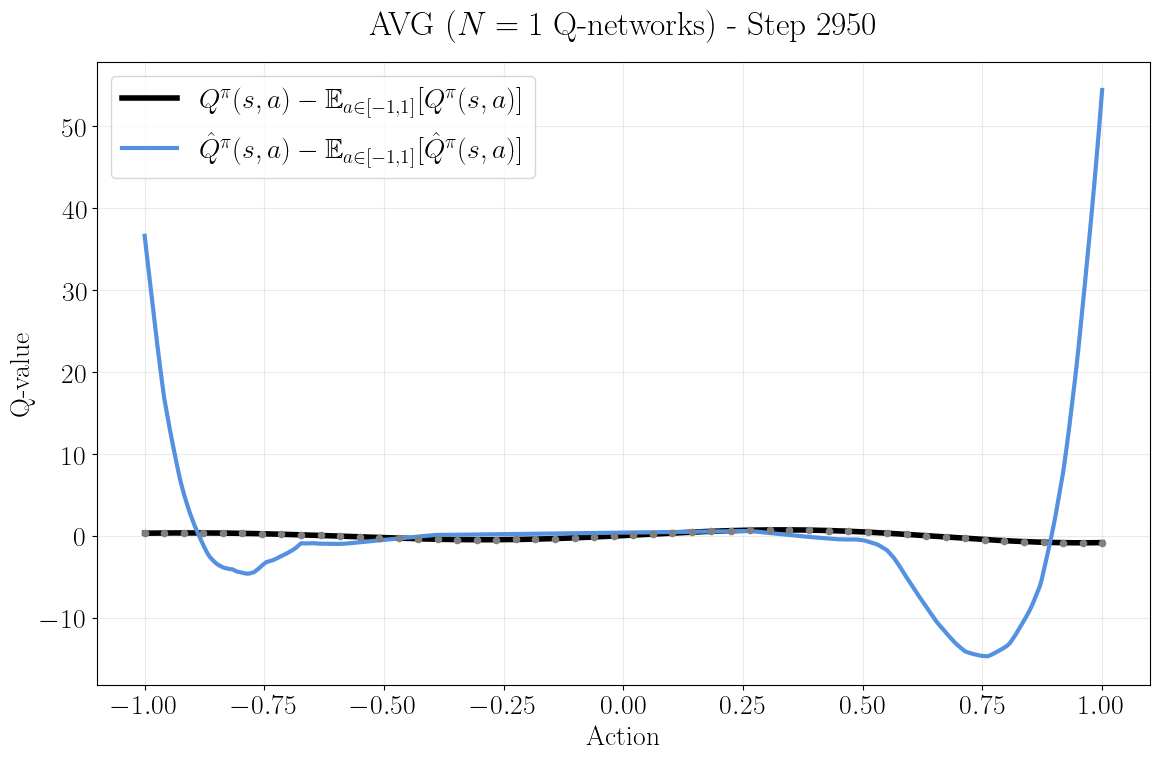 AVG (N = 1 Q-networks) - Step 2950
Q^π(s, a) − 𝔼_{a∈[−1,1]}[Q^π(s, a)]
Q̂^π(s, a) − 𝔼_{a∈[−1,1]}[Q̂^π(s, a)]
Q-value
50
40
30
20
10
0
−10
−1.00 −0.75 −0.50 −0.25 0.00 0.25 0.50 0.75 1.00
Action